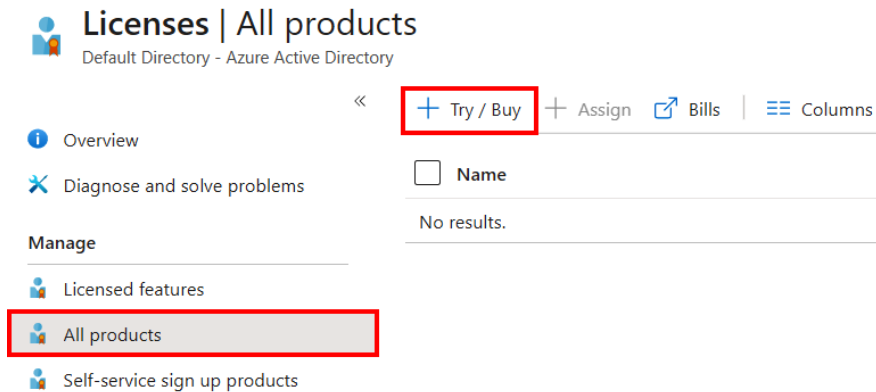 Licenses | All products
Default Directory - Azure Active Directory
«
+ Try / Buy + Assign Bills | Columns
Overview
Name
Diagnose and solve problems
No results.
Manage
Licensed features
All products
Self-service sign up products